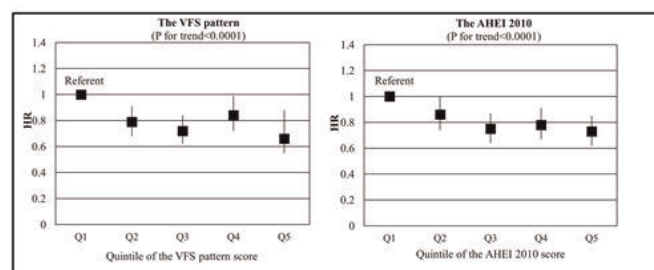 The VFS pattern
(P for trend<0.0001)
1.4
1.2
1
0.8
0.6
0.4
0.2
0
HR
Referent
Q1 Q2 Q3 Q4 Q5
Quintile of the VFS pattern score
The AHEI 2010
(P for trend<0.0001)
1.4
1.2
1
0.8
0.6
0.4
0.2
0
HR
Referent
Q1 Q2 Q3 Q4 Q5
Quintile of the AHEI 2010 score